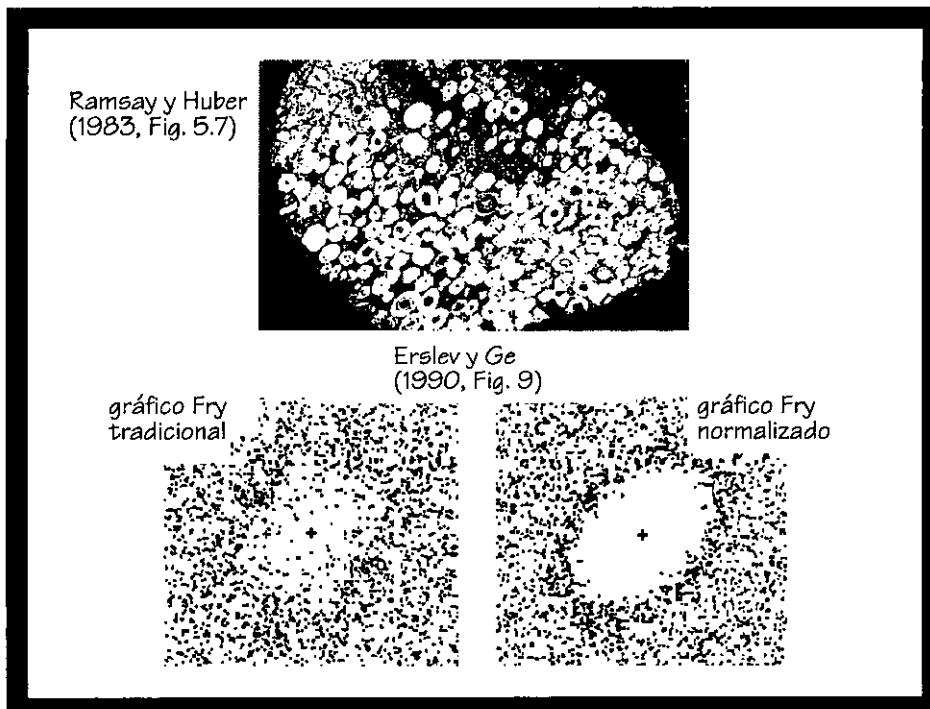 Ramsay y Huber
(1983, Fig. 5.7)
Erslev y Ge
(1990, Fig. 9)
gráfico Fry
tradicional
gráfico Fry
normalizado